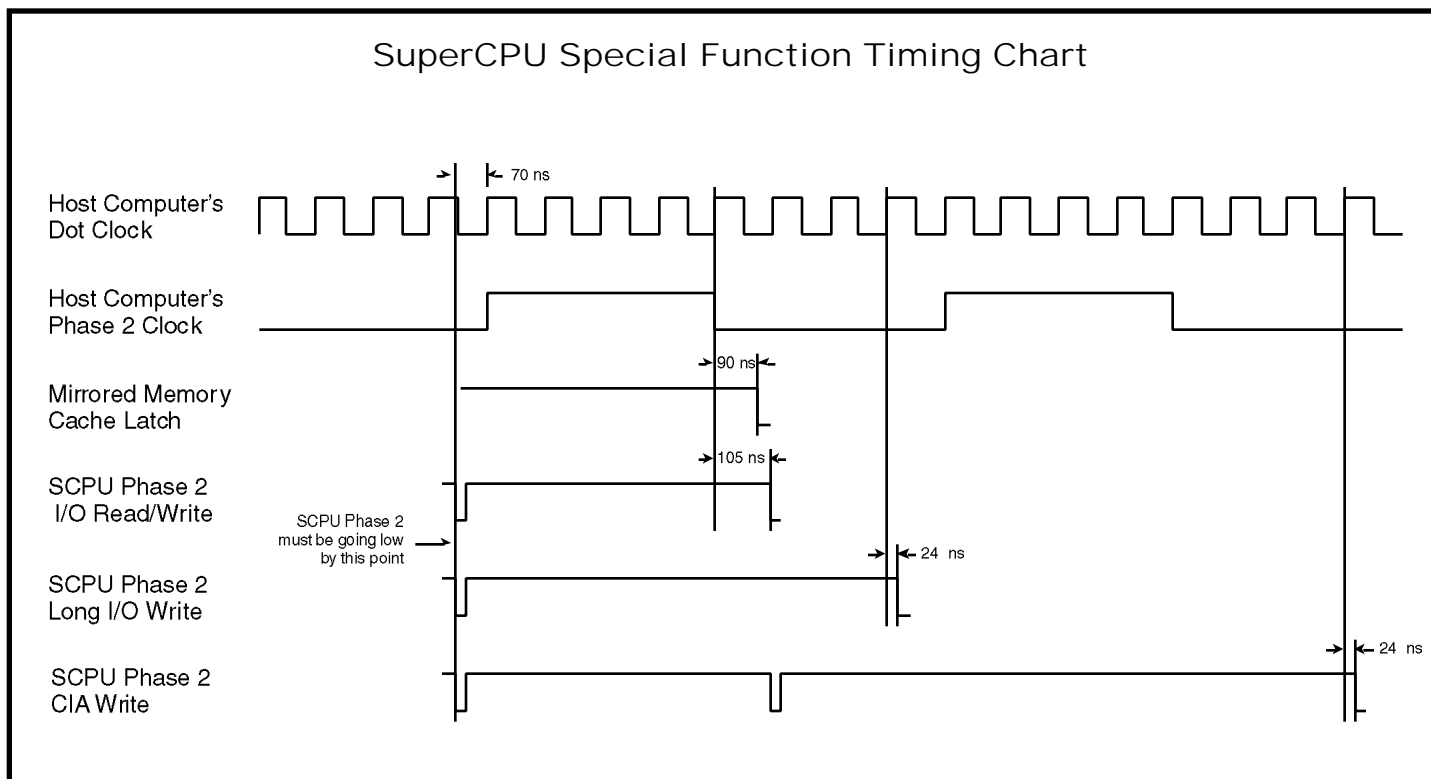 SuperCPU Special Function Timing Chart
70 ns
Host Computer's
Dot Clock
Host Computer's
Phase 2 Clock
90 ns
Mirrored Memory
Cache Latch
105 ns
SCPU Phase 2
I/O Read/Write
SCPU Phase 2
must be going low
by this point
24 ns
SCPU Phase 2
Long I/O Write
24 ns
SCPU Phase 2
CIA Write